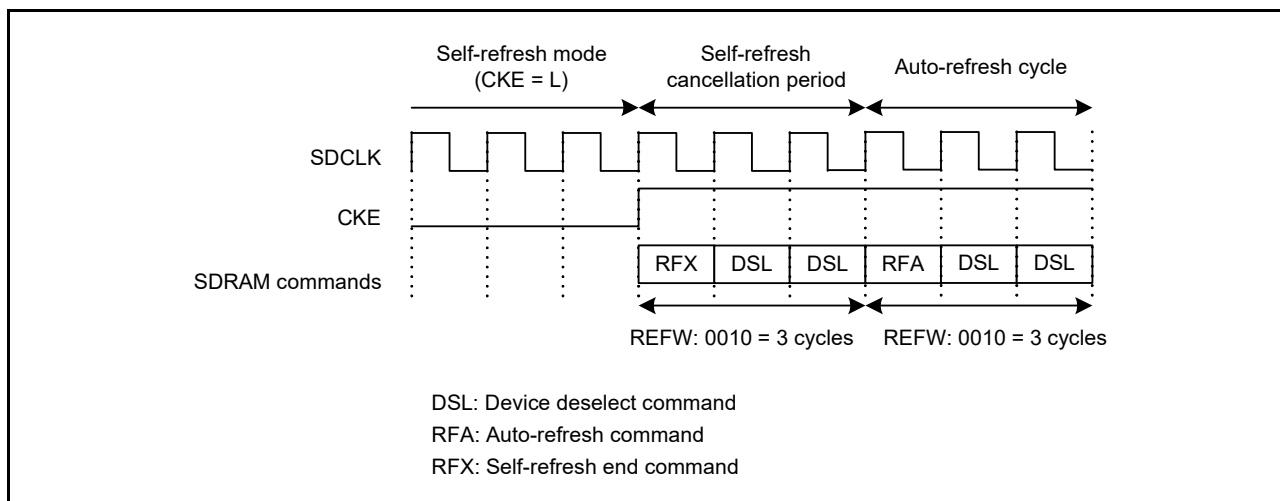 Self-refresh mode
(CKE = L)
Self-refresh
cancellation period
Auto-refresh cycle
SDCLK
CKE
SDRAM commands
RFX DSL DSL RFA DSL DSL
REFW: 0010 = 3 cycles REFW: 0010 = 3 cycles
DSL: Device deselect command
RFA: Auto-refresh command
RFX: Self-refresh end command